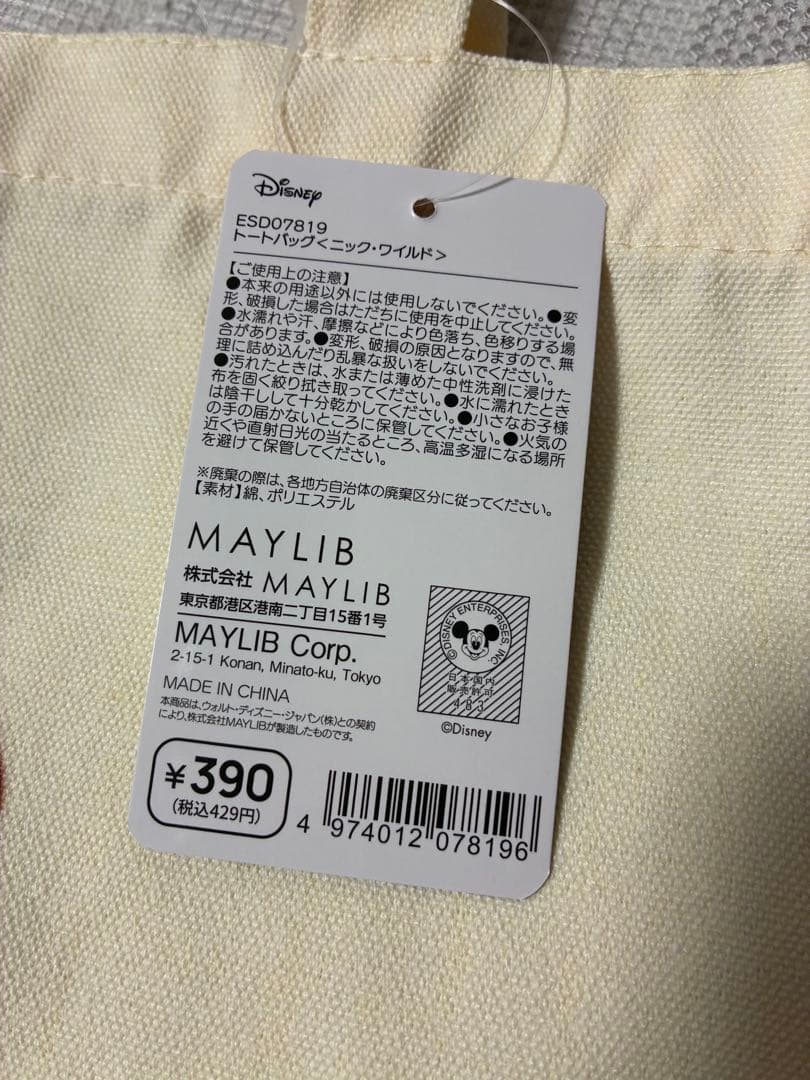 Disney
ESD07819
トートバッグ<ニック・ワイルド>
【ご使用上の注意】
●本来の用途以外には使用しないでください。●変
形、破損した場合はただちに使用を中止してください。
●水濡れや汗、摩擦などにより色落ち、色移りする場
合があります。●変形、破損の原因となりますので、無
理に詰め込んだり乱暴な扱いをしないでください。
●汚れたときは、水または薄めた中性洗剤に浸けた
布を固く絞り拭き取ってください。●水に濡れたとき
は陰干しして十分乾かしてください。●小さなお子様
の手の届かないところに保管してください。●火気の
近くや直射日光の当たるところ、高温多湿になる場所
を避けて保管してください。
※廃棄の際は、各地方自治体の廃棄区分に従ってください。
【素材】綿、ポリエステル
MAYLIB
株式会社 MAYLIB
東京都港区港南二丁目15番1号
MAYLIB Corp.
2-15-1 Konan, Minato-ku, Tokyo
MADE IN CHINA
本商品は、ウォルト・ディズニー・ジャパン(株)との契約
により、株式会社MAYLIBが製造したものです。
©DISNEY ENTERPRISES, INC.
日本国内
販売許可
483
©Disney
¥390
(税込429円)
4 974012 078196